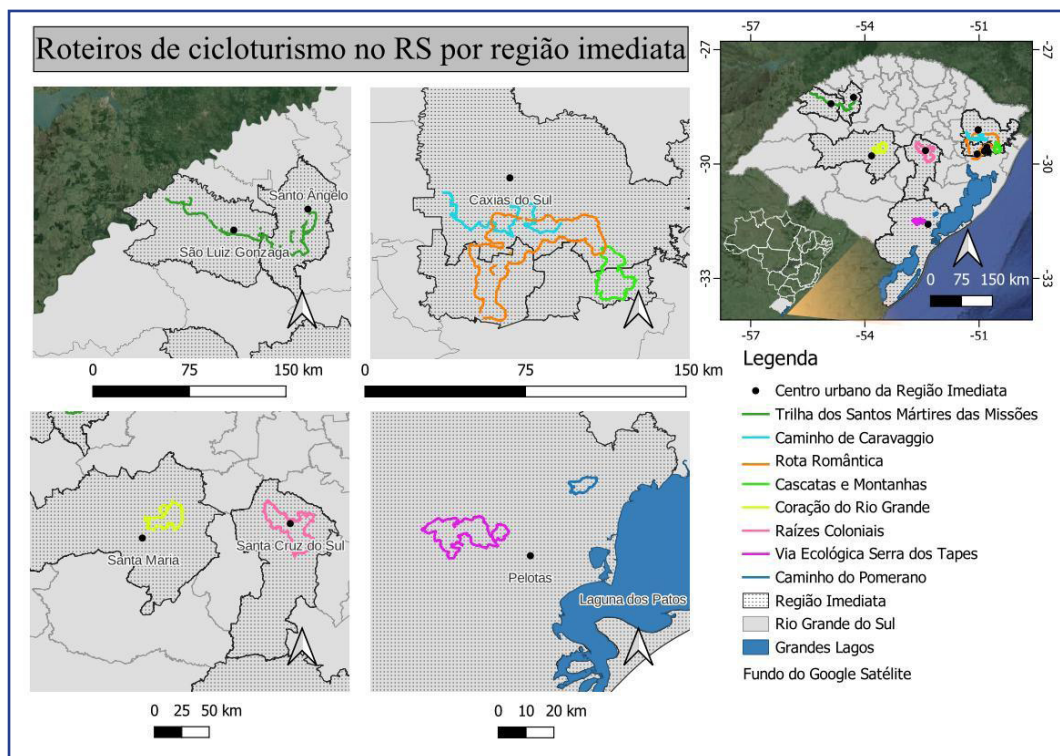 Roteiros de cicloturismo no RS por região imediata
Santo Ângelo
São Luiz Gonzaga
0 75 150 km
Caxias do Sul
0 75 150 km
Santa Maria
Santa Cruz do Sul
0 25 50 km
Pelotas
Laguna dos Patos
0 10 20 km
-57 -54 -51
-27 -27
-30 -30
-33 -33
0 75 150 km
-57 -54 -51
Legenda
Centro urbano da Região Imediata
Trilha dos Santos Mártires das Missões
Caminho de Caravaggio
Rota Romântica
Cascatas e Montanhas
Coração do Rio Grande
Raízes Coloniais
Via Ecológica Serra dos Tapes
Caminho do Pomerano
Região Imediata
Rio Grande do Sul
Grandes Lagos
Fundo do Google Satélite